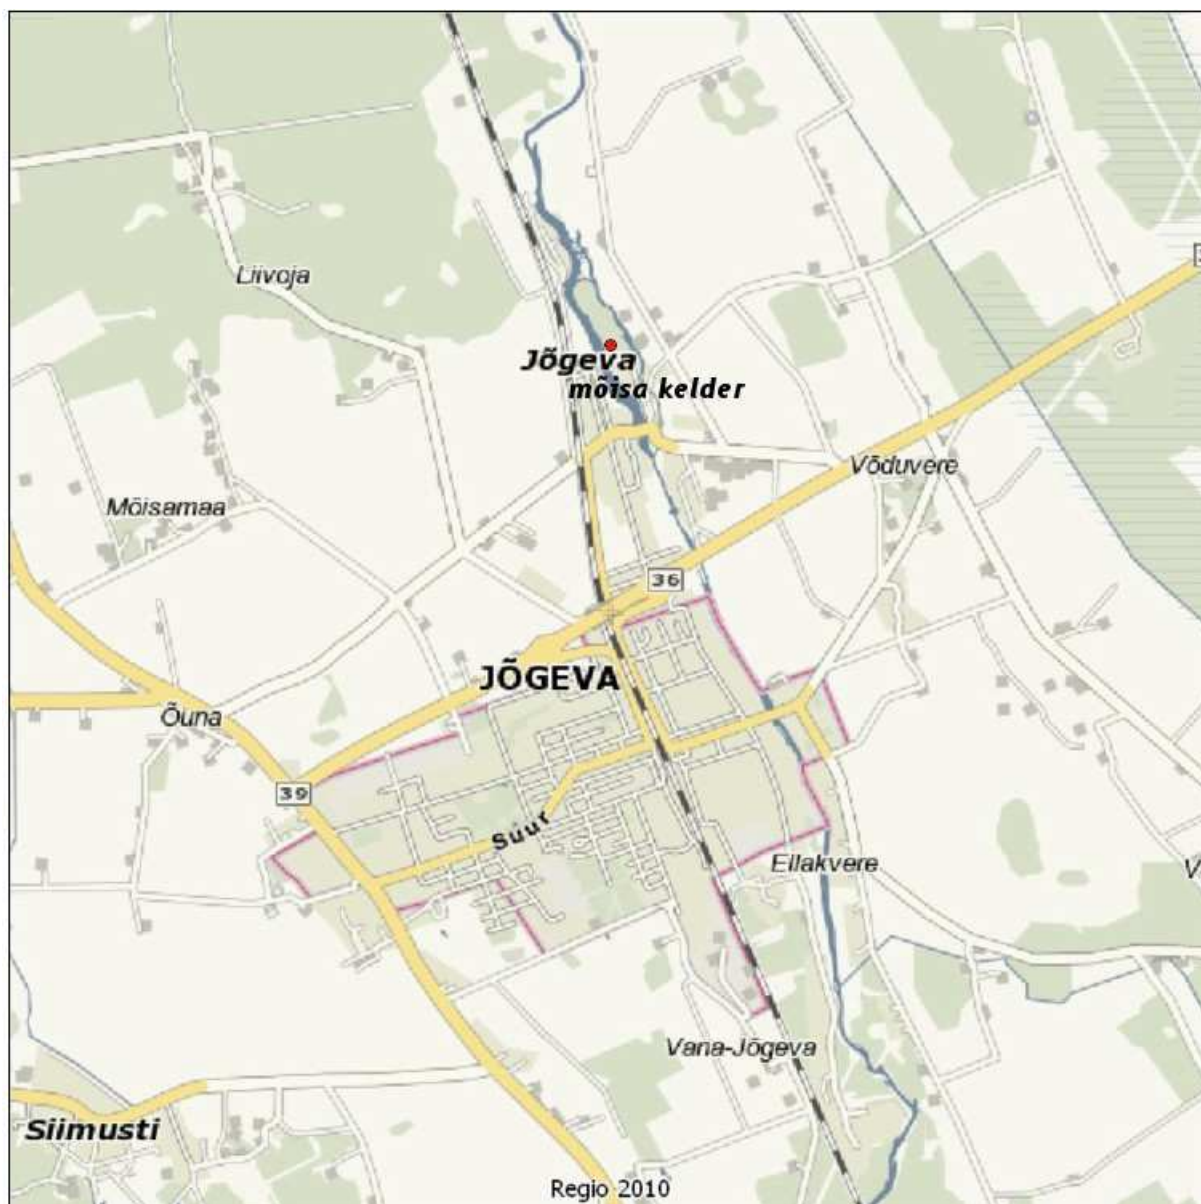 Liivoja
Jõgeva
mõisa kelder
Võduvere
Mõisamaa
36
JÕGEVA
Õuna
39
Suur
Ellakvere
Vana-Jõgeva
Siimusti
Regio 2010